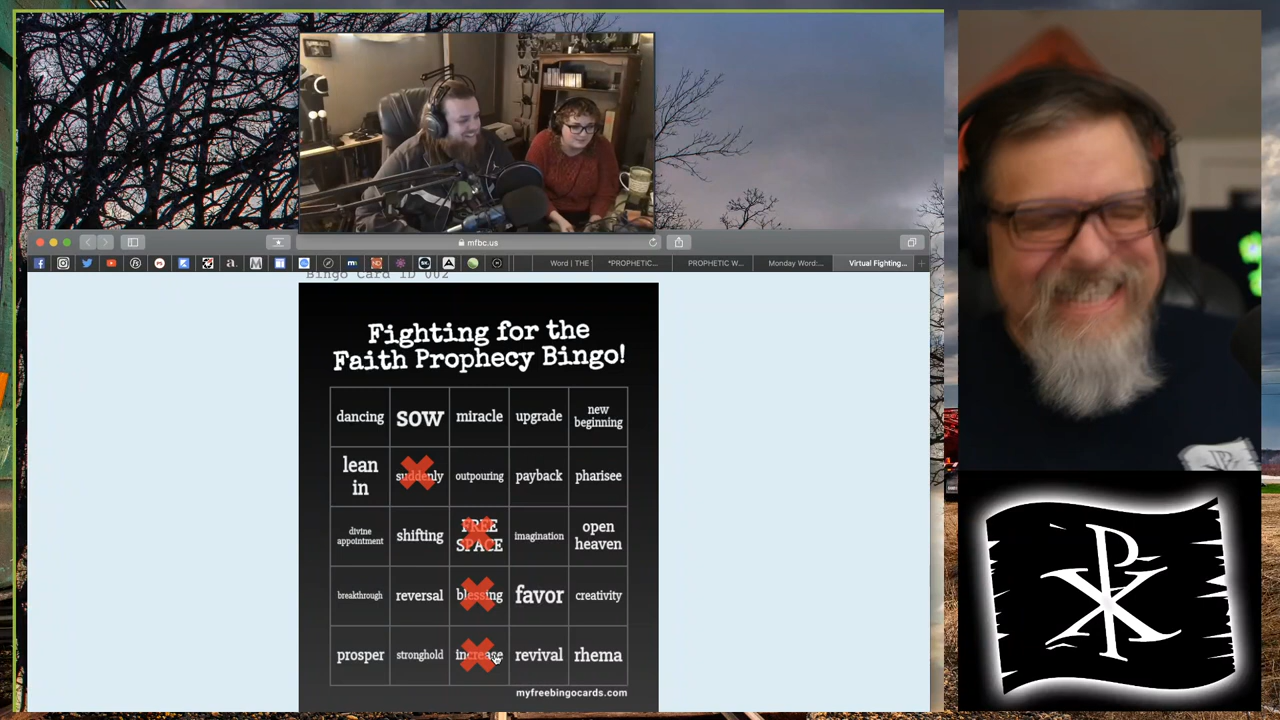 mfbc.us
Word | THE
*PROPHETIC...
PROPHETIC W...
Monday Word:...
Virtual Fighting...
Bingo Card ID 002
Fighting for the
Faith Prophecy Bingo!
dancing
sow
miracle
upgrade
new
beginning
lean
in
suddenly
outpouring
payback
pharisee
divine
appointment
shifting
FREE
SPACE
imagination
open
heaven
breakthrough
reversal
blessing
favor
creativity
prosper
stronghold
increase
revival
rhema
myfreebingocards.com